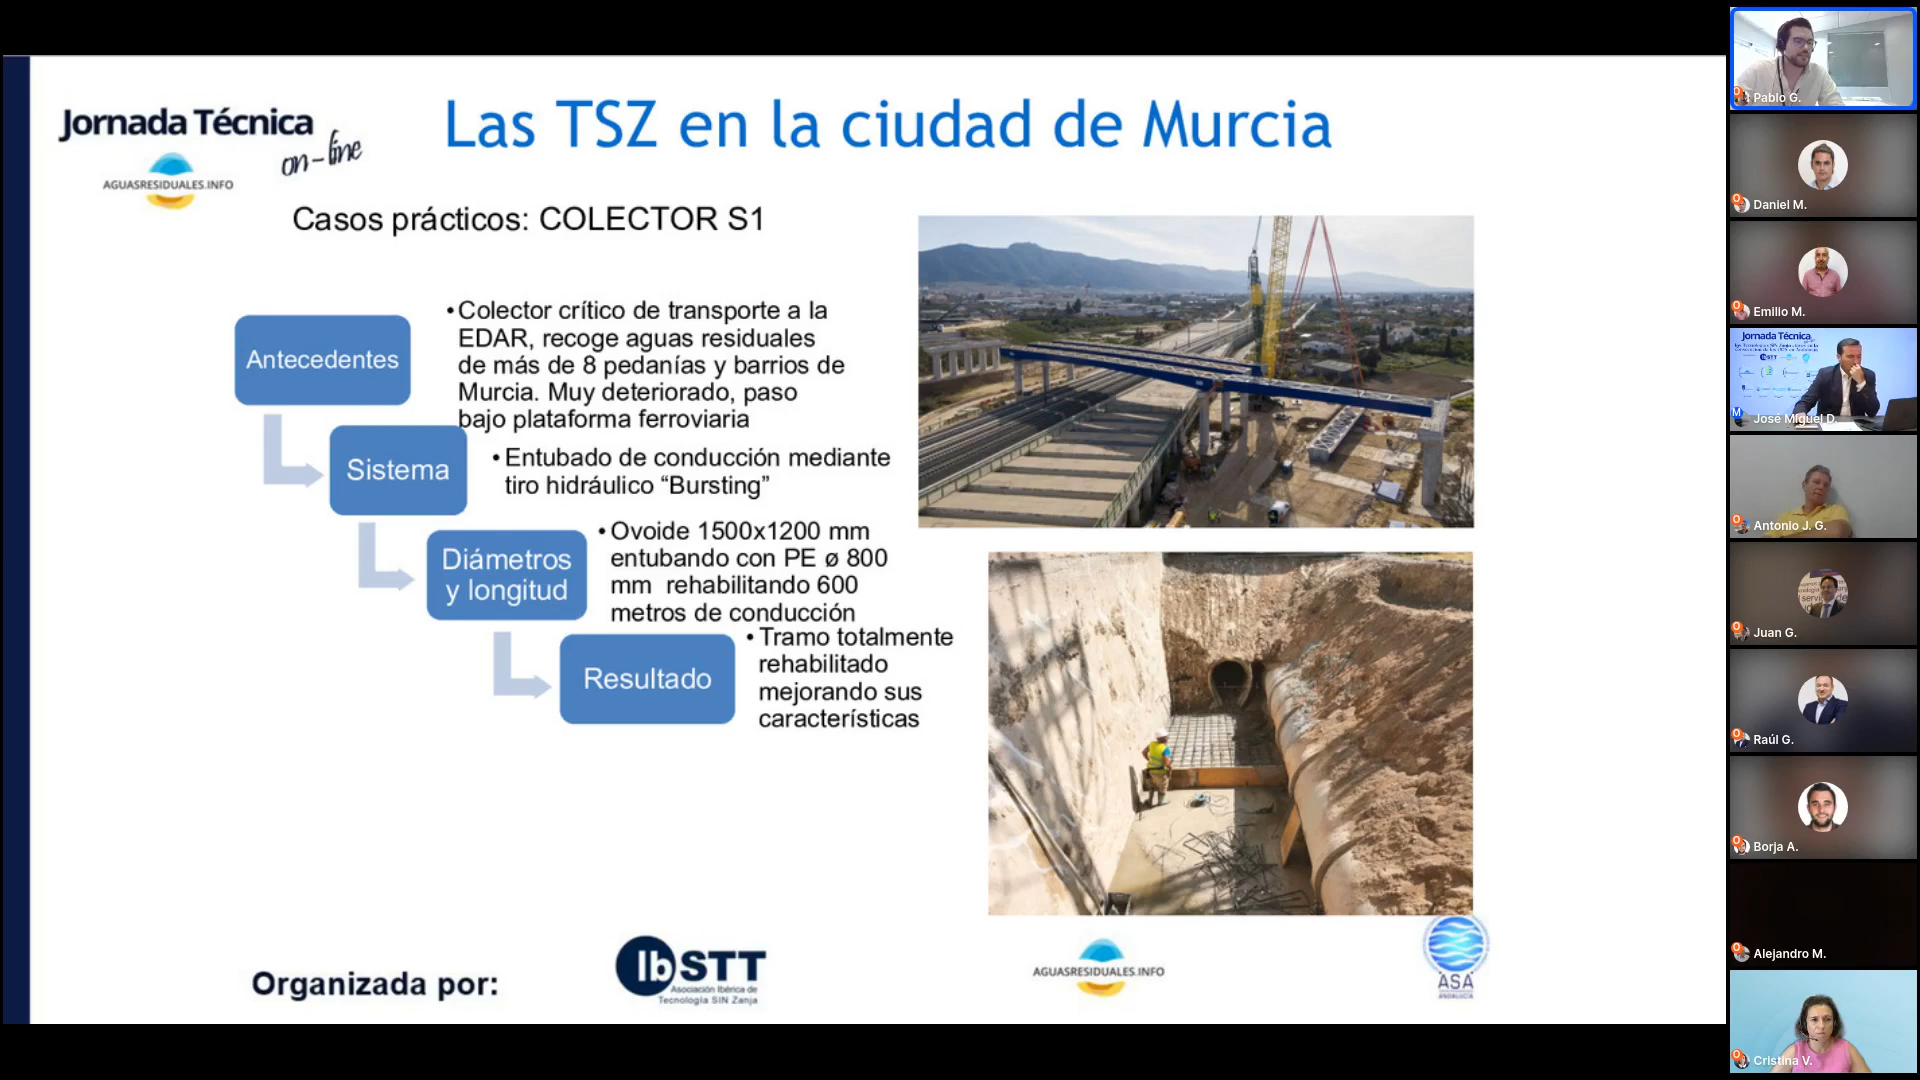 Jornada Técnica
on-line
AGUASRESIDUALES.INFO
Las TSZ en la ciudad de Murcia
Casos prácticos: COLECTOR S1
Antecedentes
•Colector crítico de transporte a la
EDAR, recoge aguas residuales
de más de 8 pedanías y barrios de
Murcia. Muy deteriorado, paso
bajo plataforma ferroviaria
Sistema
•Entubado de conducción mediante
tiro hidráulico “Bursting”
Diámetros
y longitud
•Ovoide 1500x1200 mm
entubando con PE ø 800
mm rehabilitando 600
metros de conducción
Resultado
•Tramo totalmente
rehabilitado
mejorando sus
características
Organizada por:
IbSTT
Asociación Ibérica de
Tecnología SIN Zanja
AGUASRESIDUALES.INFO
ASA
ANDALUCÍA
Pablo G.
Daniel M.
Emilio M.
Jornada Técnica
José Miguel D.
Antonio J. G.
Juan G.
Raúl G.
Borja A.
Alejandro M.
Cristina V.